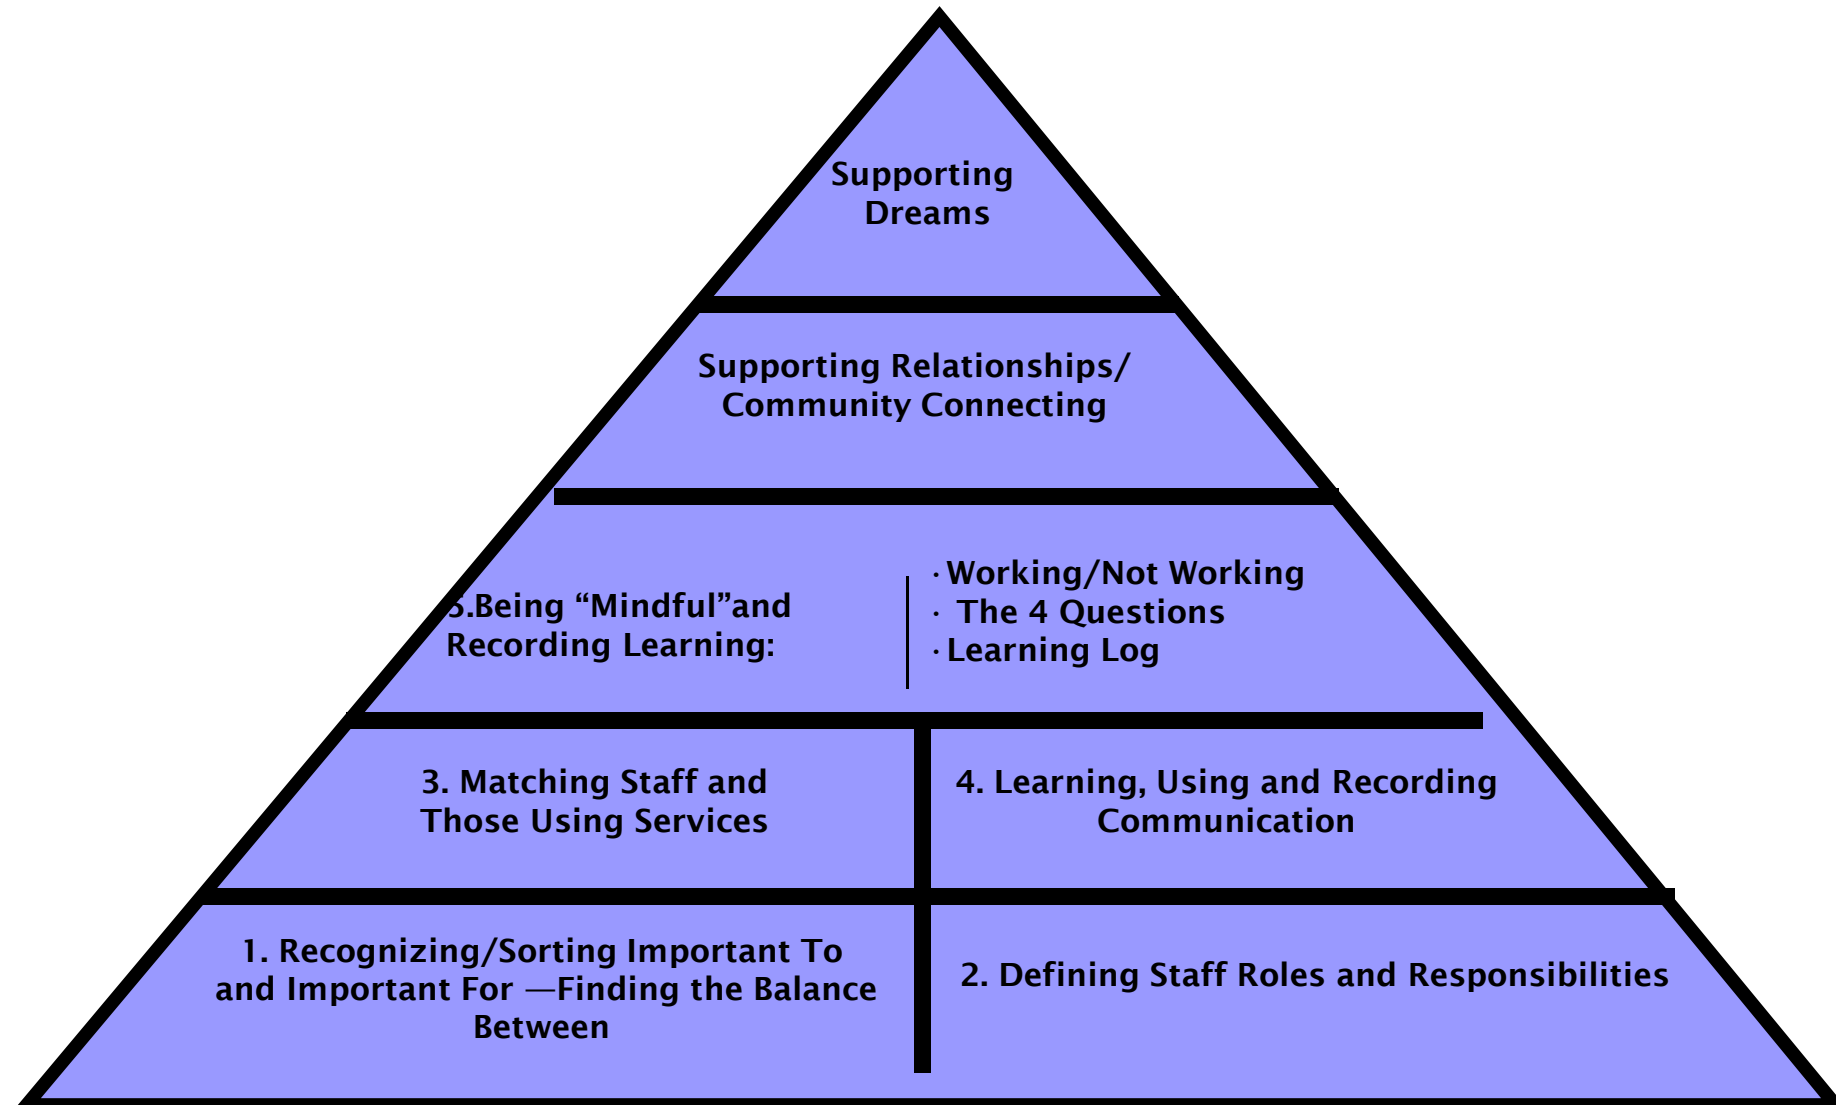 Supporting
Dreams
Supporting Relationships/
Community Connecting
5.Being “Mindful”and
Recording Learning:
· Working/Not Working
· The 4 Questions
· Learning Log
3. Matching Staff and
Those Using Services
4. Learning, Using and Recording
Communication
1. Recognizing/Sorting Important To
and Important For —Finding the Balance
Between
2. Defining Staff Roles and Responsibilities